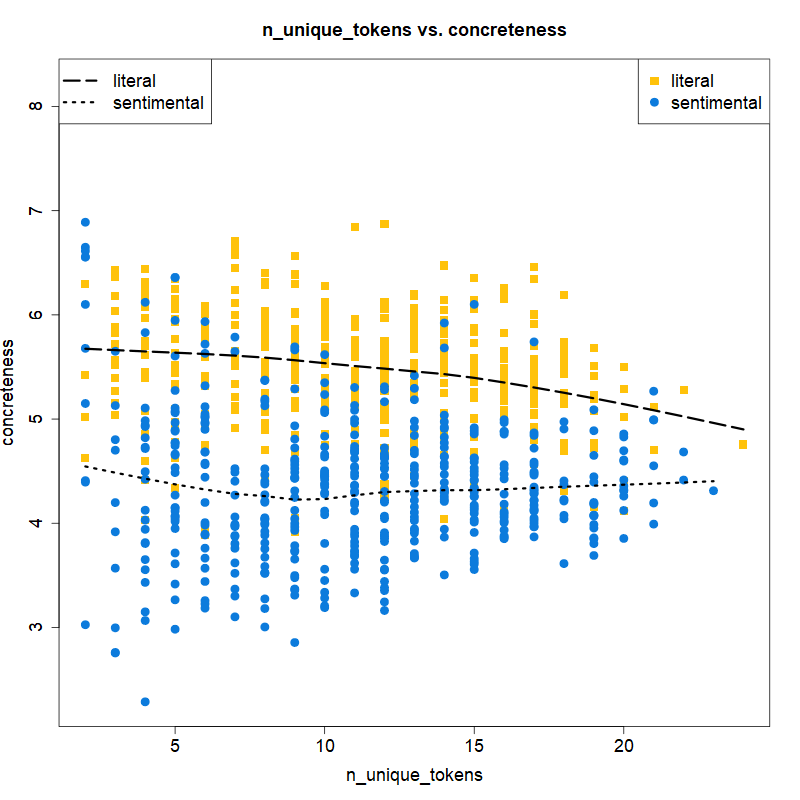 n_unique_tokens vs. concreteness
literal
sentimental
literal
sentimental
concreteness
8
7
6
5
4
3
5
10
15
20
n_unique_tokens